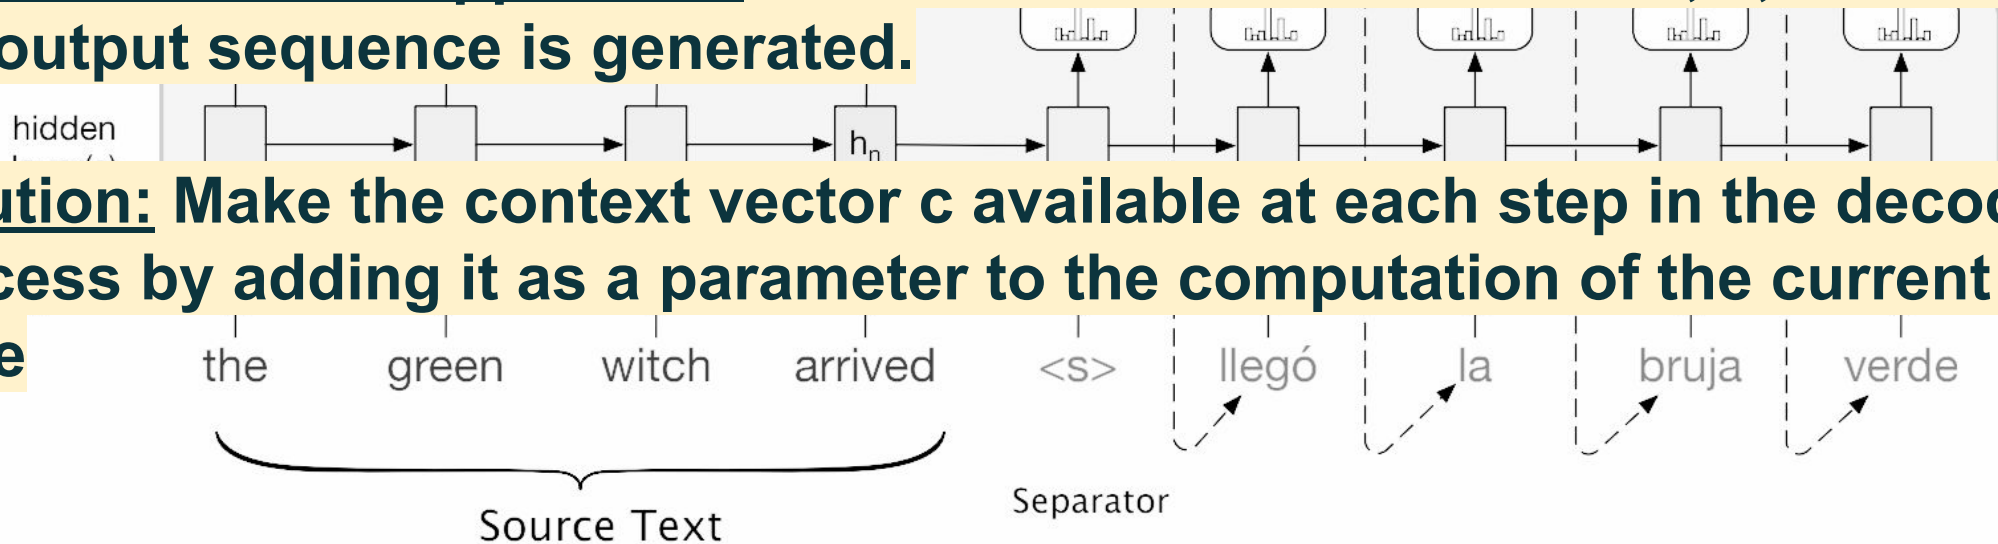 output sequence is generated.
hidden
hn
ution: Make the context vector c available at each step in the decod
cess by adding it as a parameter to the computation of the current
e
the green witch arrived <s> llegó la bruja verde
Separator
Source Text